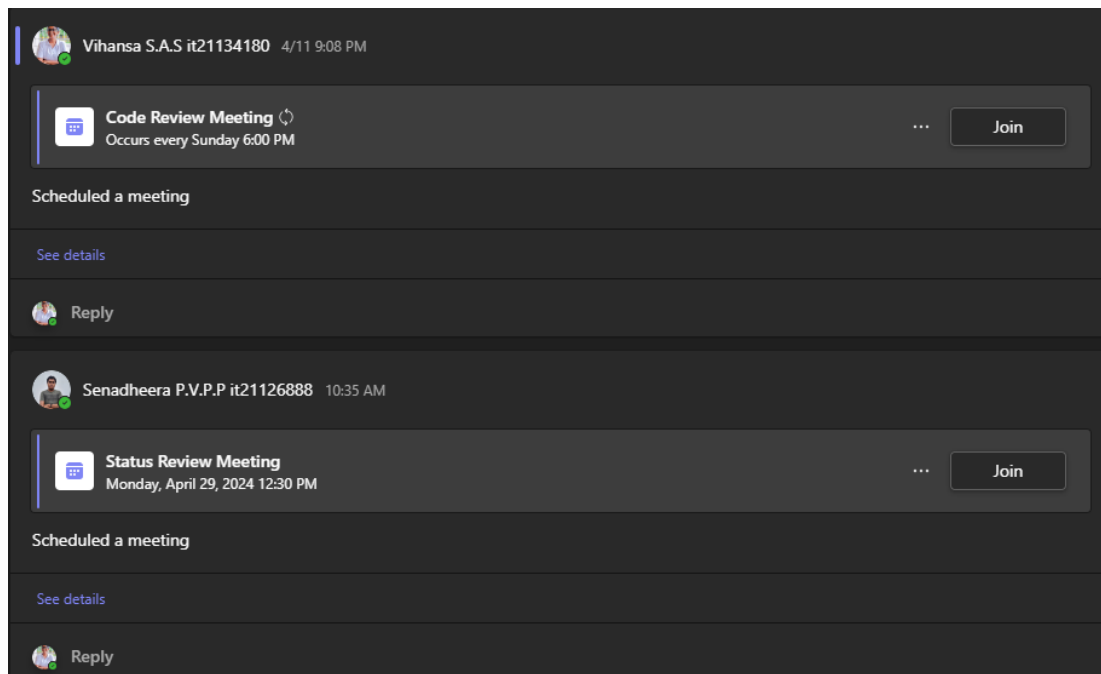 Vihansa S.A.S it21134180 4/11 9:08 PM
Code Review Meeting
Occurs every Sunday 6:00 PM
... Join
Scheduled a meeting
See details
Reply
Senadheera P.V.P.P it21126888 10:35 AM
Status Review Meeting
Monday, April 29, 2024 12:30 PM
... Join
Scheduled a meeting
See details
Reply